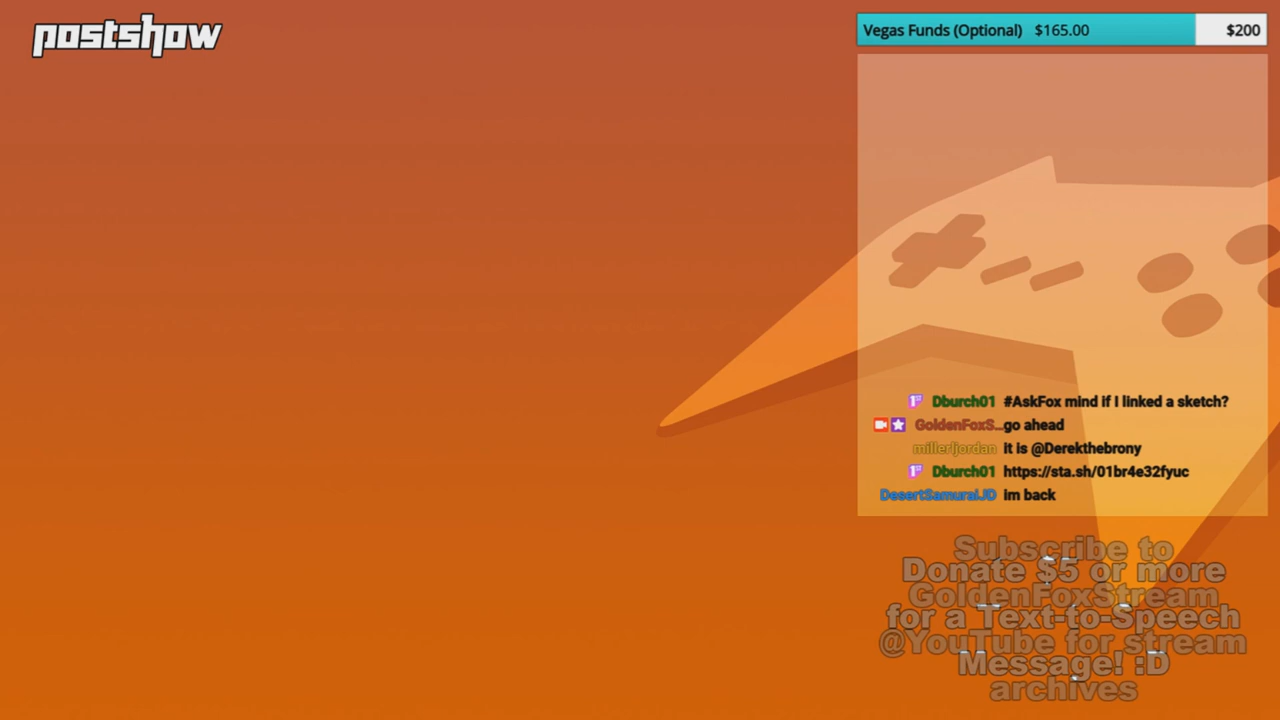 postshow
Vegas Funds (Optional) $165.00 $200
Dburch01 #AskFox mind if I linked a sketch?
GoldenFoxS... go ahead
millerljordan it is @Derekthebrony
Dburch01 https://sta.sh/01br4e32fyuc
DesertSamuraiJD im back
Subscribe to
Donate $5 or more
GoldenFoxStream
for a Text-to-Speech
@YouTube for stream
Message! :D
archives